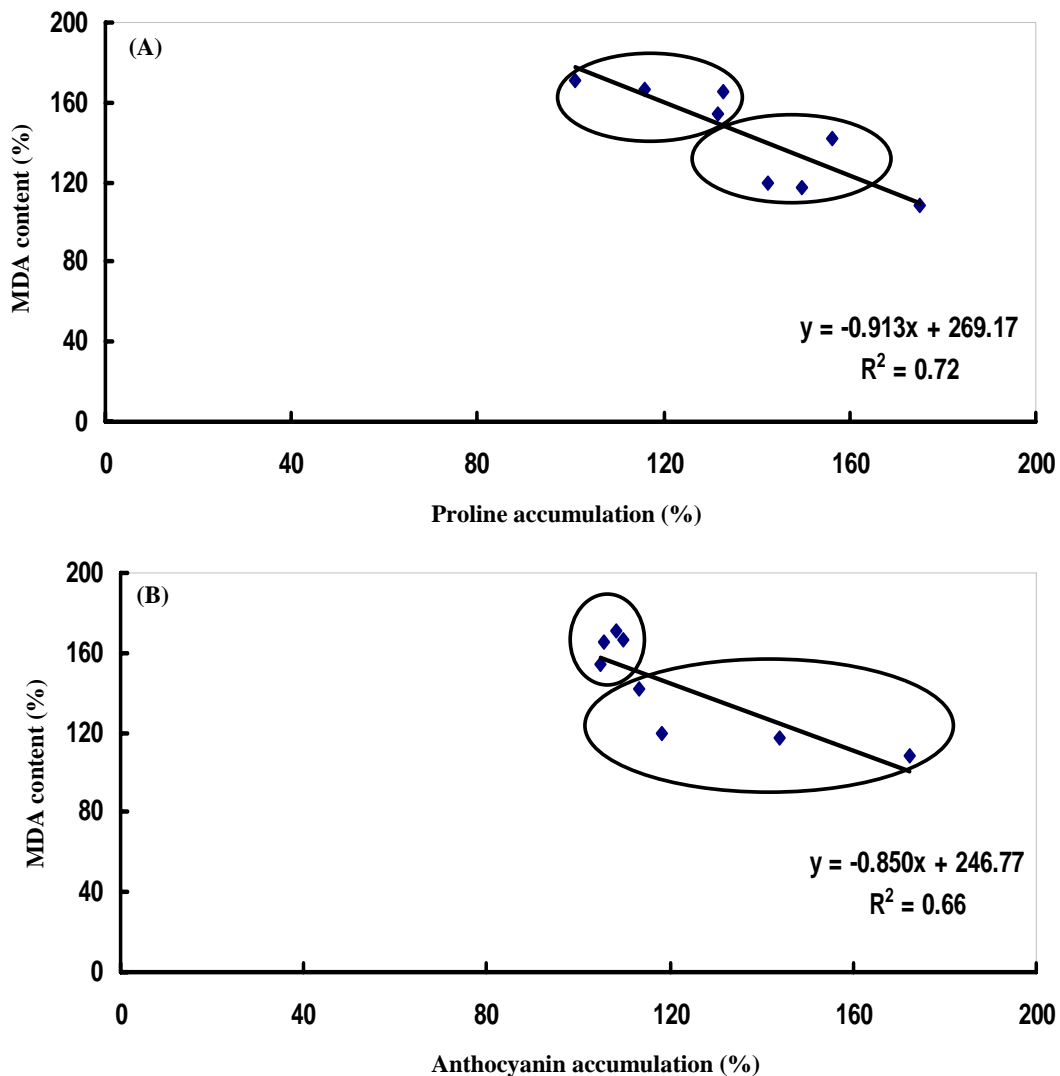 (A)
200
160
120
80
40
0
MDA content (%)
y = -0.913x + 269.17
R² = 0.72
0 40 80 120 160 200
Proline accumulation (%)
(B)
200
160
120
80
40
0
MDA content (%)
y = -0.850x + 246.77
R² = 0.66
0 40 80 120 160 200
Anthocyanin accumulation (%)